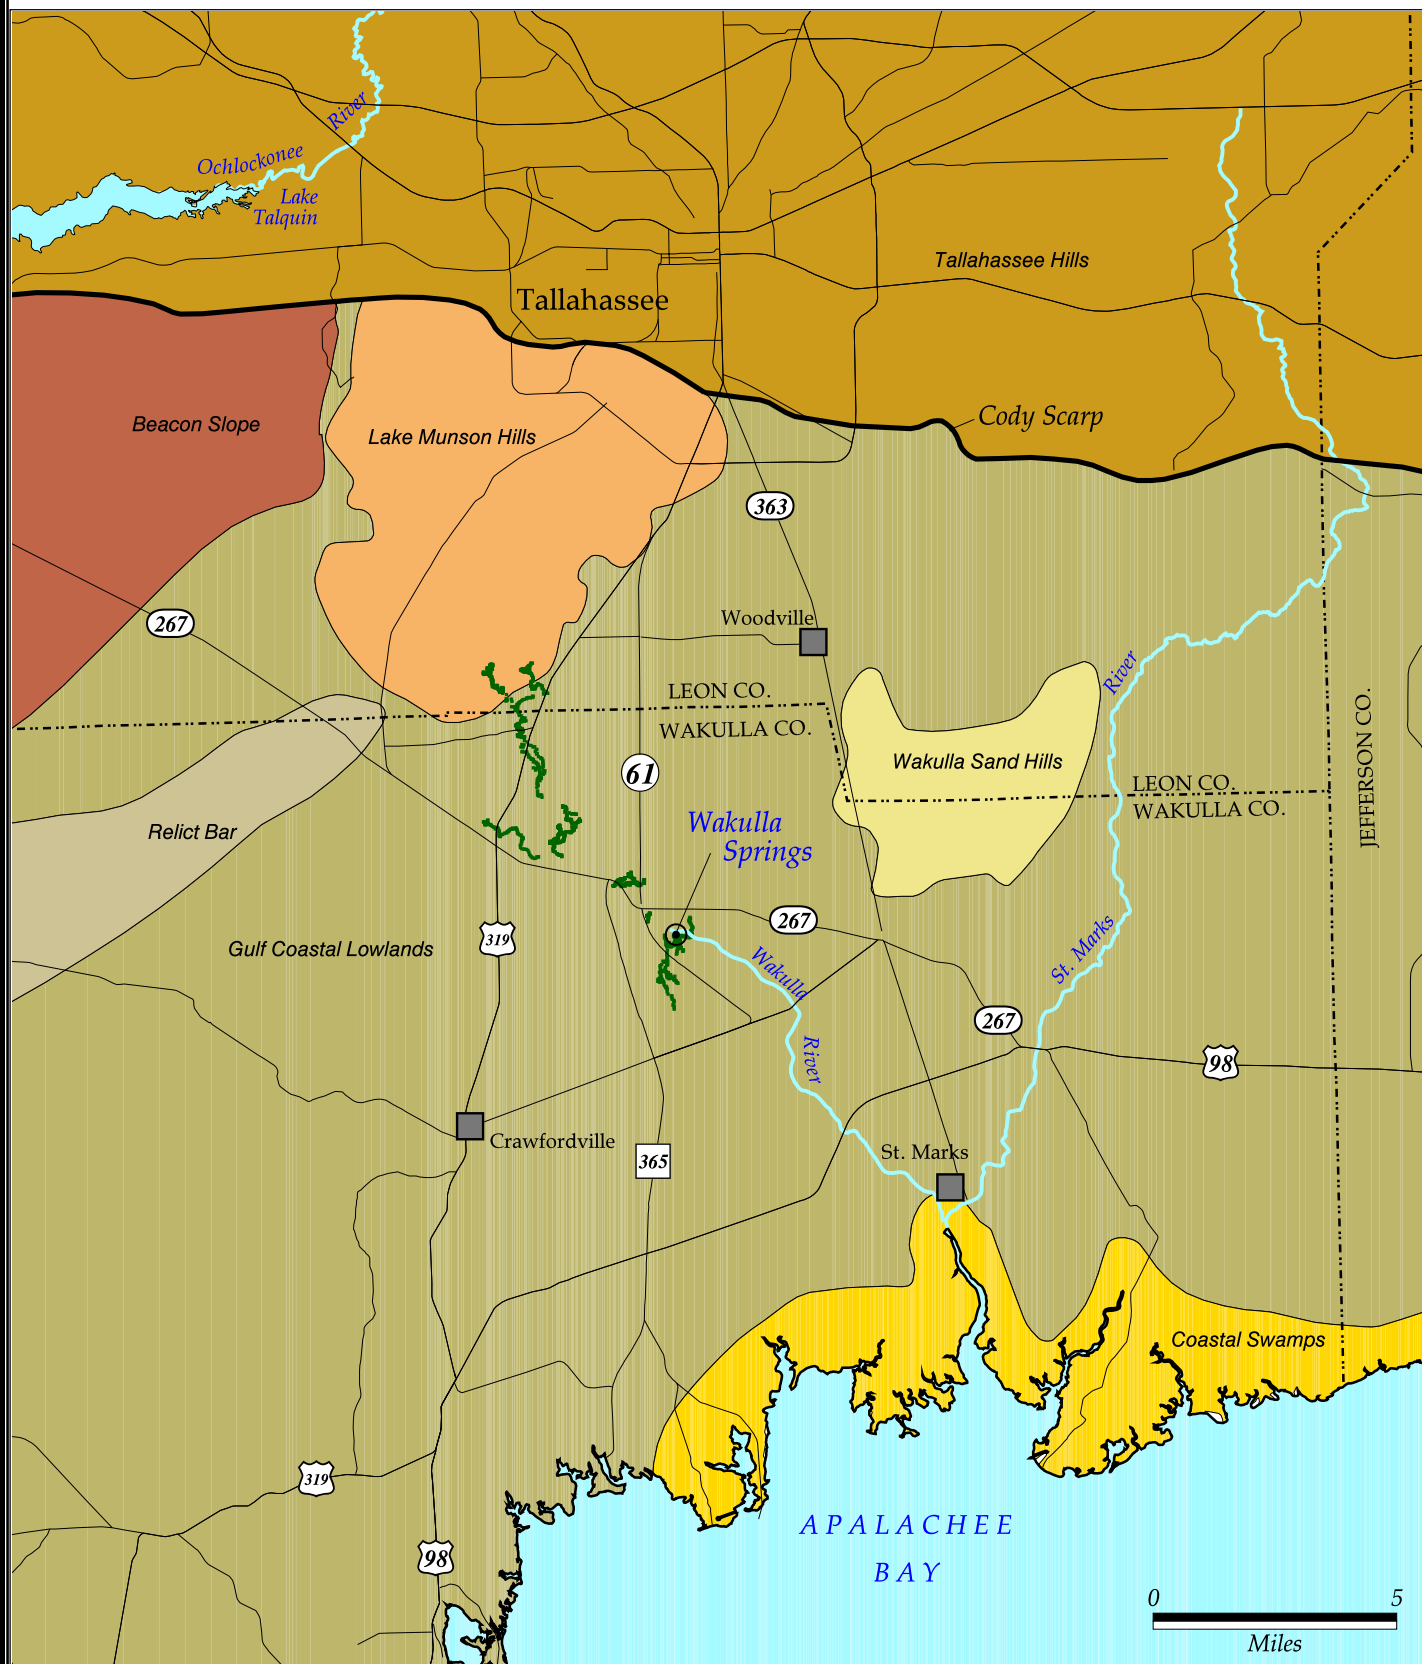 River
Ochlockonee
Lake
Talquin
Tallahassee Hills
Tallahassee
Cody Scarp
Beacon Slope
Lake Munson Hills
363
267
Woodville
River
LEON CO.
WAKULLA CO.
61
Wakulla Sand Hills
LEON CO.
WAKULLA CO.
JEFFERSON CO.
Relict Bar
Wakulla
Springs
267
319
Gulf Coastal Lowlands
Wakulla
River
St. Marks
267
98
Crawfordville
365
St. Marks
Coastal Swamps
319
98
APALACHEE
BAY
0 5
Miles